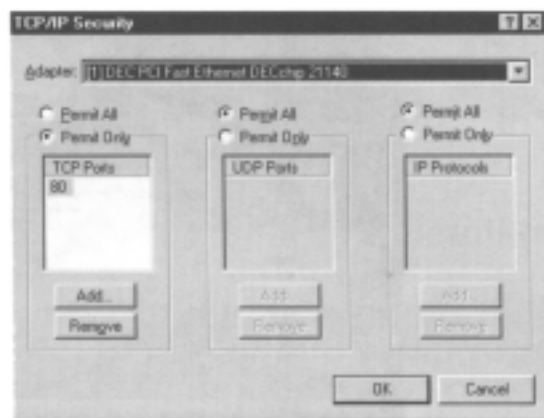 TCP/IP Security
Adapter: [1] DEC PCI Fast Ethernet DECchip 21140
Permit All
Permit Only
TCP Ports
80
Add...
Remove
Permit All
Permit Only
UDP Ports
Add...
Remove
Permit All
Permit Only
IP Protocols
Add...
Remove
OK
Cancel